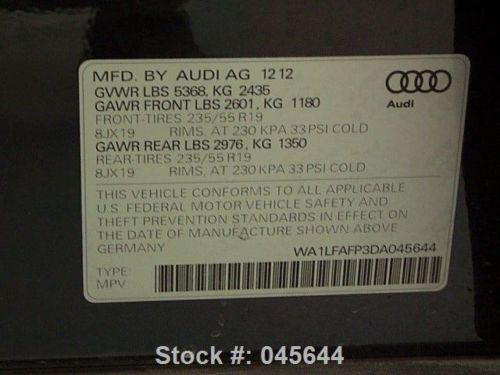 MFD. BY AUDI AG 12 12
GVWR LBS 5368, KG 2435
GAWR FRONT LBS 2601, KG 1180
FRONT-TIRES 235/55 R19
8JX19 RIMS, AT 230 KPA 33 PSI COLD
GAWR REAR LBS 2976, KG 1350
REAR-TIRES 235/55 R19
8JX19 RIMS, AT 230 KPA 33 PSI COLD
THIS VEHICLE CONFORMS TO ALL APPLICABLE
U.S. FEDERAL MOTOR VEHICLE SAFETY AND
THEFT PREVENTION STANDARDS IN EFFECT ON
THE DATE OF MANUFACTURE SHOWN ABOVE
GERMANY WA1LFAFP3DA045644
TYPE:
MPV
Audi
Stock #: 045644